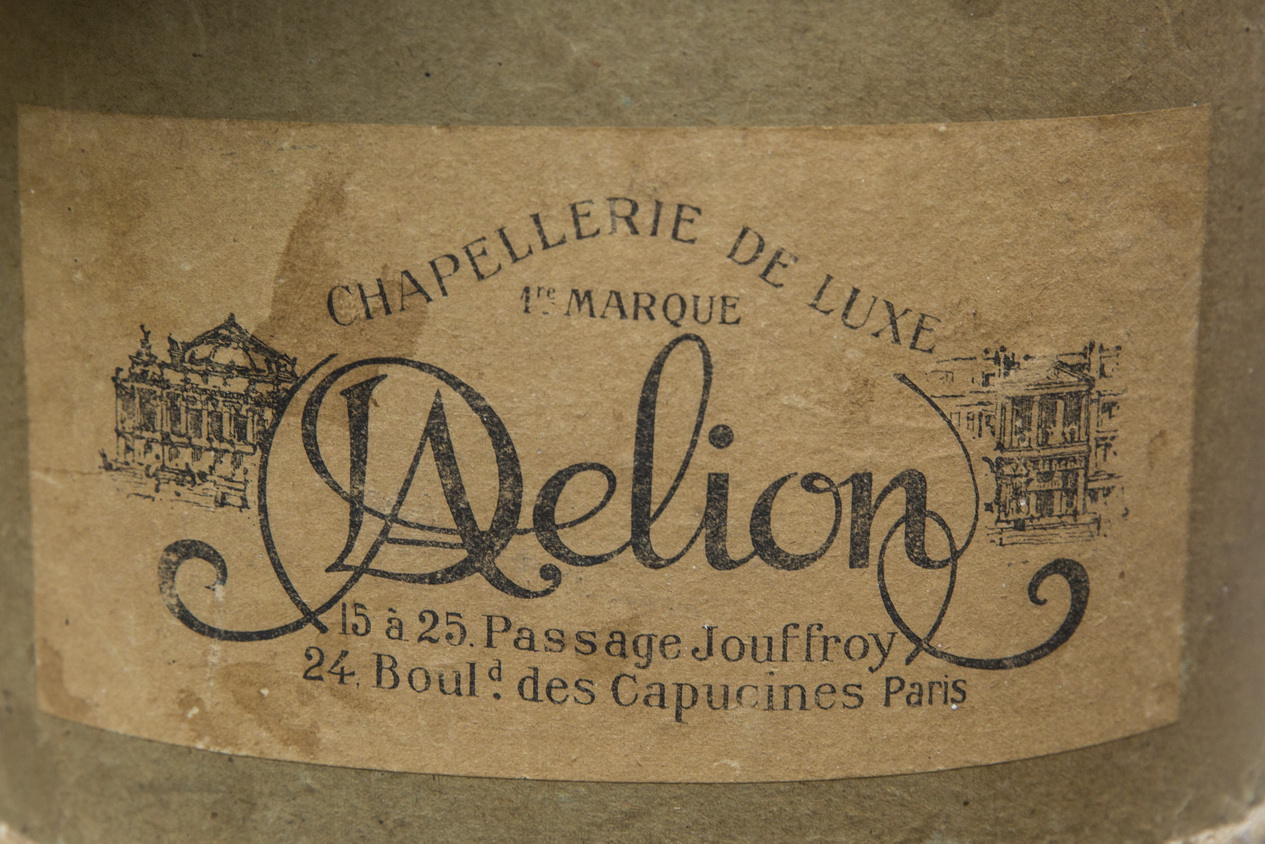 CHAPELLERIE DE LUXE
1re MARQUE
Delion
15 à 25. Passage Jouffroy
24. Boul.d des Capucines Paris